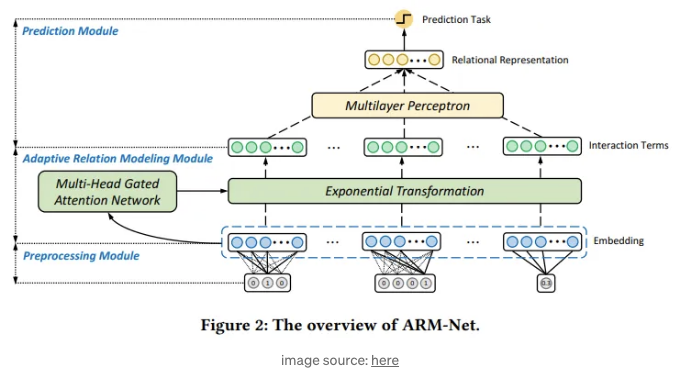 Prediction Module
Prediction Task
Relational Representation
Multilayer Perceptron
Interaction Terms
Adaptive Relation Modeling Module
Multi-Head Gated
Attention Network
Exponential Transformation
Embedding
Preprocessing Module
0 1 0
0 0 0 1
0.3
Figure 2: The overview of ARM-Net.
image source: here